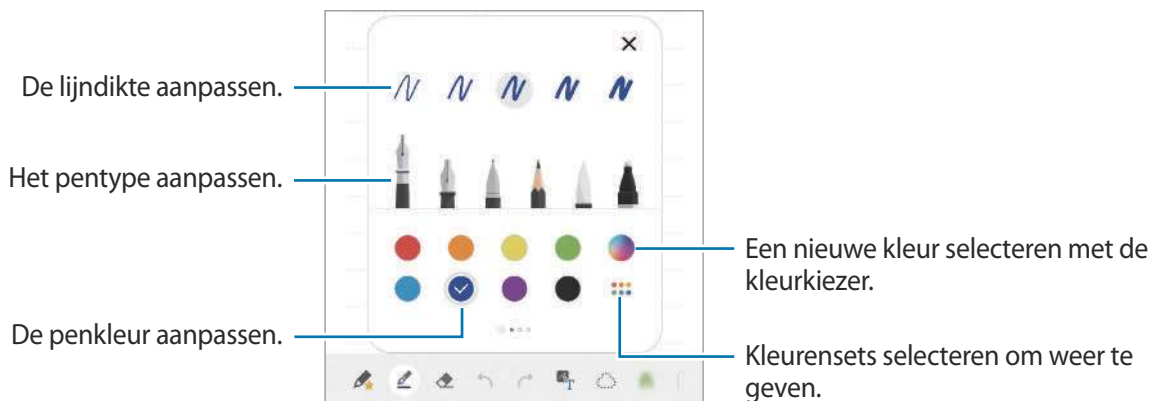 De lijndikte aanpassen.
Het pentype aanpassen.
Een nieuwe kleur selecteren met de
kleurkiezer.
De penkleur aanpassen.
Kleurensets selecteren om weer te
geven.